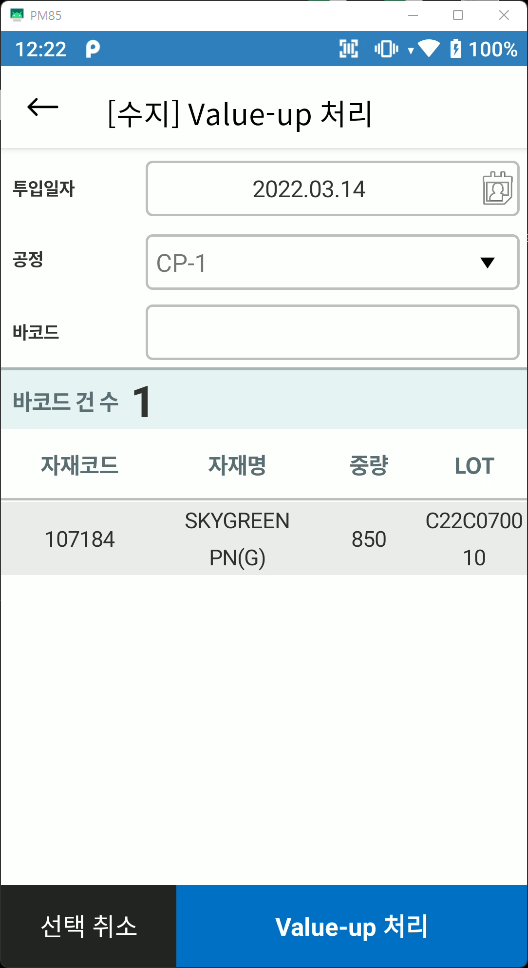 PM85
12:22
100%
[수지] Value-up 처리
투입일자
2022.03.14
공정
CP-1
바코드
바코드 건 수 1
자재코드 자재명 중량 LOT
107184 SKYGREEN PN(G) 850 C22C070010
선택 취소 Value-up 처리